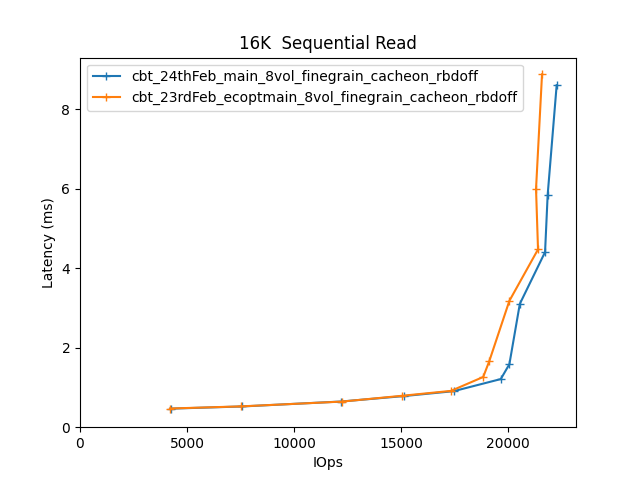 16K  Sequential Read
cbt_24thFeb_main_8vol_finegrain_cacheon_rbdoff
cbt_23rdFeb_ecoptmain_8vol_finegrain_cacheon_rbdoff
8
6
4
2
0
Latency (ms)
0 5000 10000 15000 20000
IOps